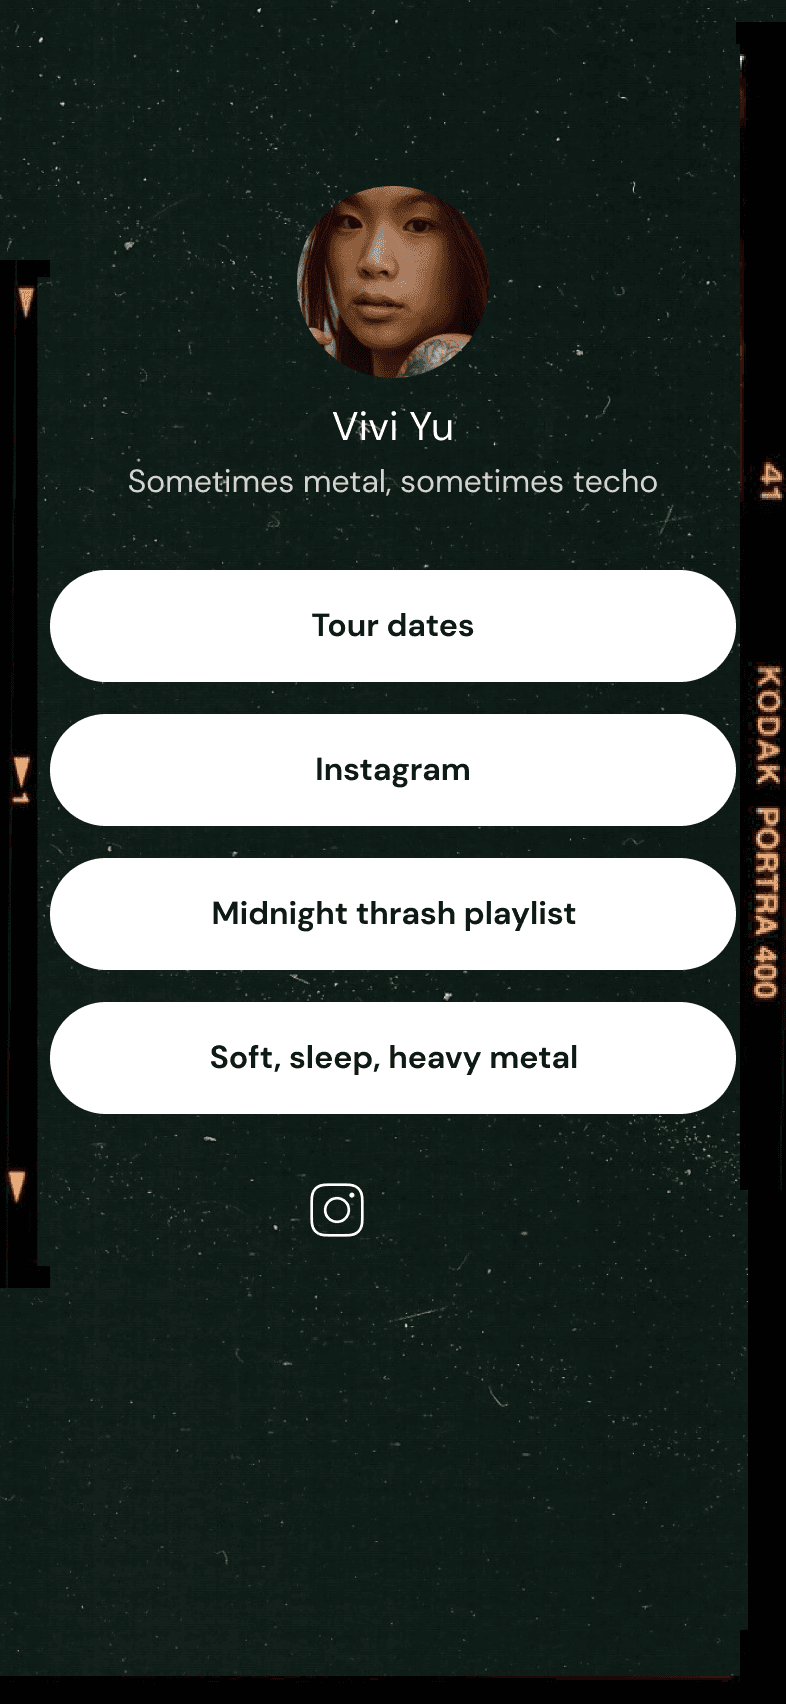 Vivi Yu
Sometimes metal, sometimes techo
41
Tour dates
KODAK PORTRA 400
Instagram
1
Midnight thrash playlist
Soft, sleep, heavy metal